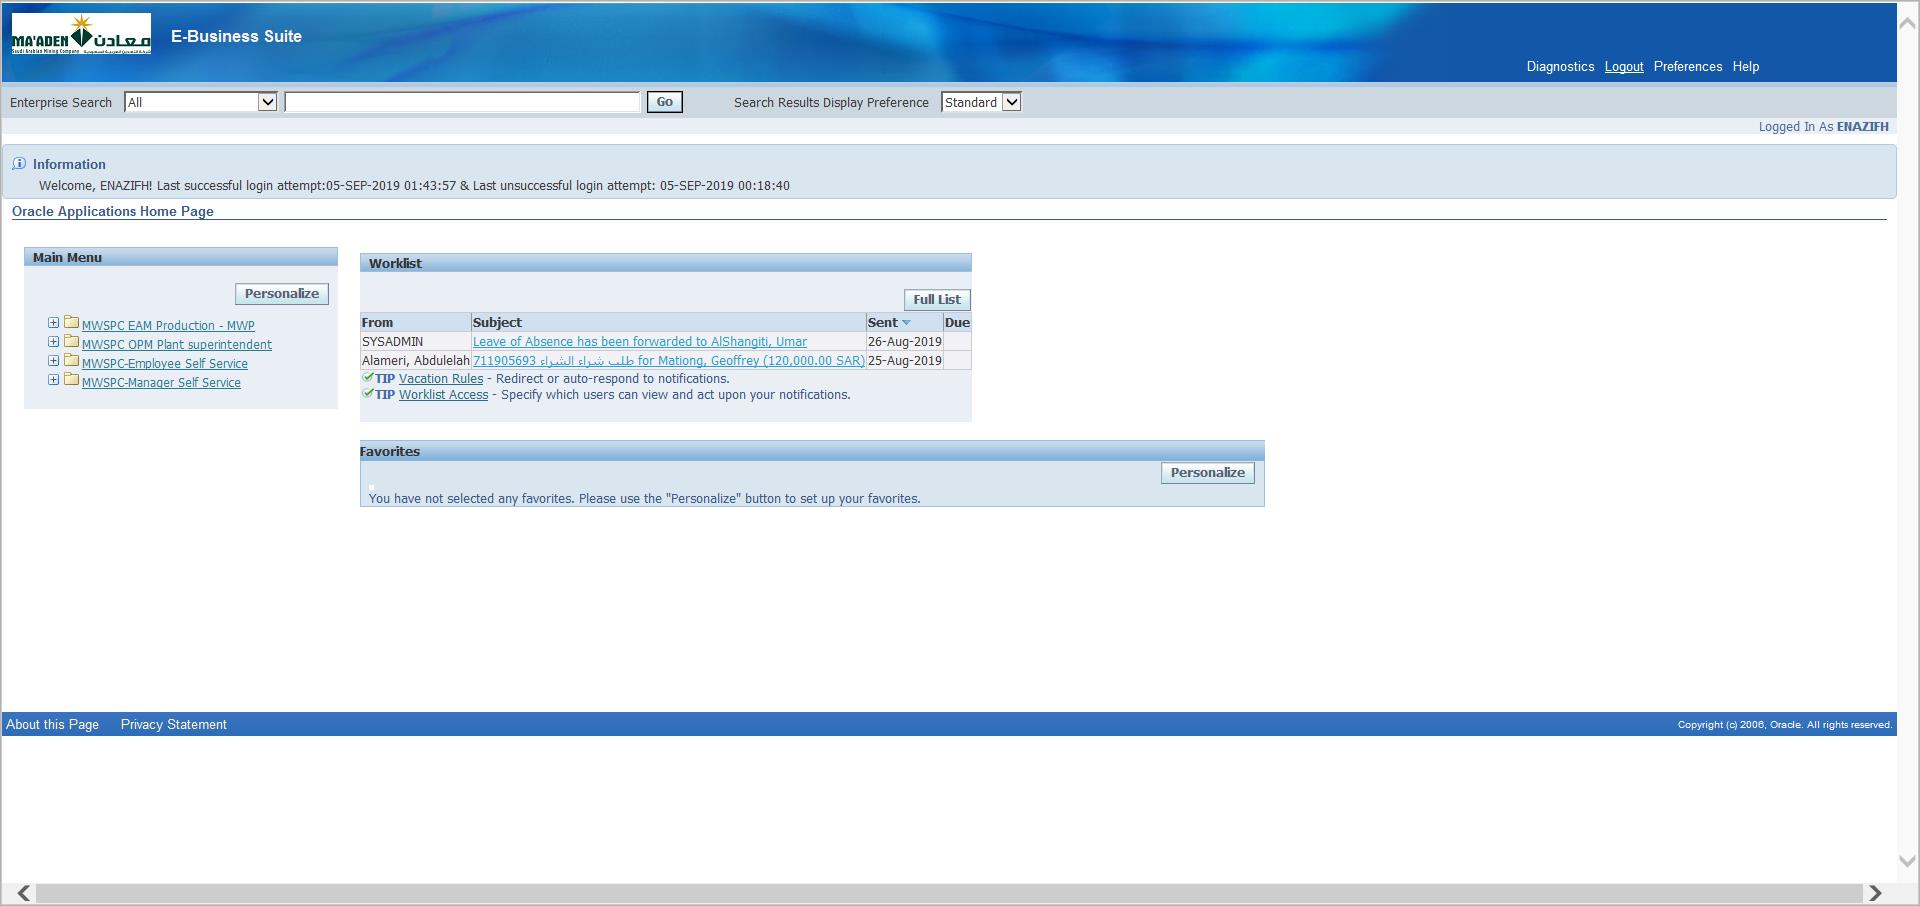 MA'ADEN معادن
Saudi Arabian Mining Company
E-Business Suite
Diagnostics Logout Preferences Help
Enterprise Search All Go Search Results Display Preference Standard
Logged In As ENAZIFH
Information
Welcome, ENAZIFH! Last successful login attempt:05-SEP-2019 01:43:57 & Last unsuccessful login attempt: 05-SEP-2019 00:18:40
Oracle Applications Home Page
Main Menu
Personalize
MWSPC EAM Production - MWP
MWSPC OPM Plant superintendent
MWSPC-Employee Self Service
MWSPC-Manager Self Service
Worklist
Full List
From Subject Sent Due
SYSADMIN Leave of Absence has been forwarded to AlShangiti, Umar 26-Aug-2019
Alameri, Abdulelah 711905693 طلب شراء الشراء for Mationg, Geoffrey (120,000.00 SAR) 25-Aug-2019
TIP Vacation Rules - Redirect or auto-respond to notifications.
TIP Worklist Access - Specify which users can view and act upon your notifications.
Favorites
Personalize
You have not selected any favorites. Please use the "Personalize" button to set up your favorites.
About this Page Privacy Statement Copyright (c) 2006, Oracle. All rights reserved.